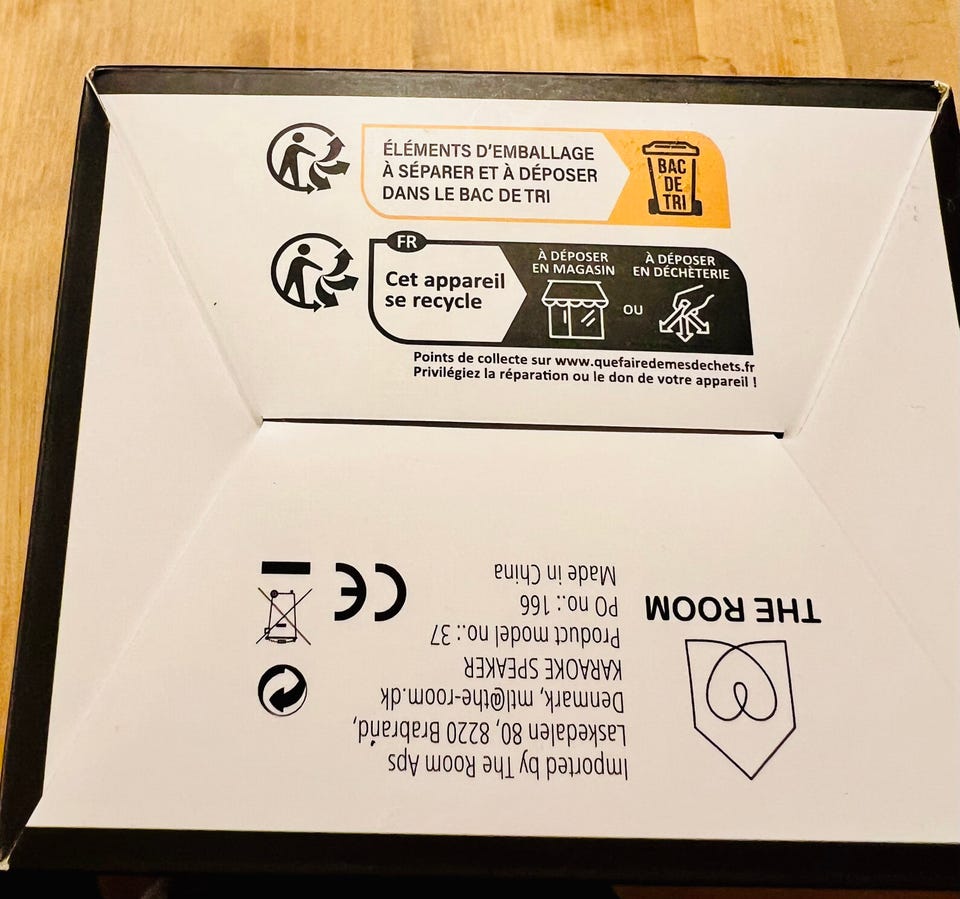 ÉLÉMENTS D'EMBALLAGE
À SÉPARER ET À DÉPOSER
DANS LE BAC DE TRI
BAC
DE
TRI
FR
Cet appareil
se recycle
À DÉPOSER
EN MAGASIN
OU
À DÉPOSER
EN DÉCHÈTERIE
Points de collecte sur www.quefairedemesdechets.fr
Privilégiez la réparation ou le don de votre appareil !
THE ROOM
Imported by The Room Aps
Laskedalen 80, 8220 Brabrand,
Denmark, mtl@the-room.dk
KARAOKE SPEAKER
Product model no.: 37
PO no.: 166
Made in China
CE